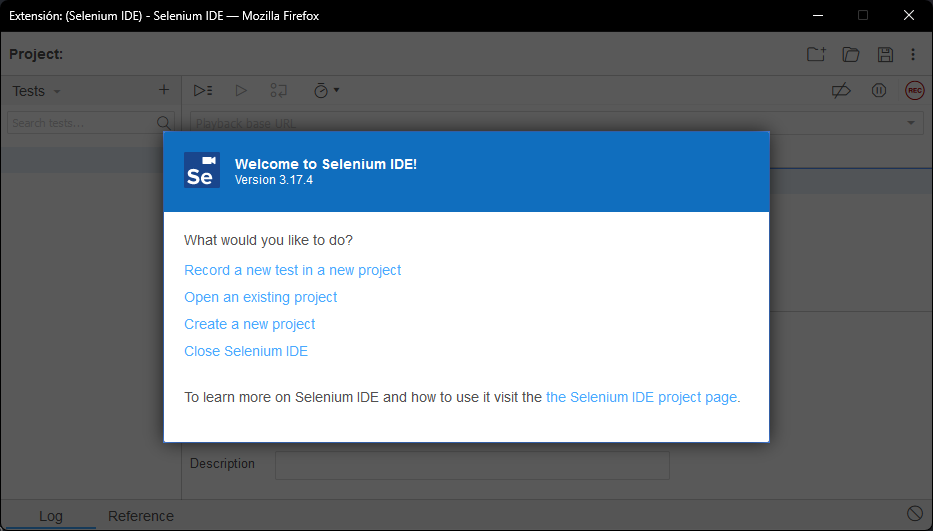 Extensión: (Selenium IDE) - Selenium IDE — Mozilla Firefox
Project:
Tests
Search tests...
REC
Playback base URL
Se
Welcome to Selenium IDE!
Version 3.17.4
What would you like to do?
Record a new test in a new project
Open an existing project
Create a new project
Close Selenium IDE
To learn more on Selenium IDE and how to use it visit the the Selenium IDE project page.
Description
Log
Reference